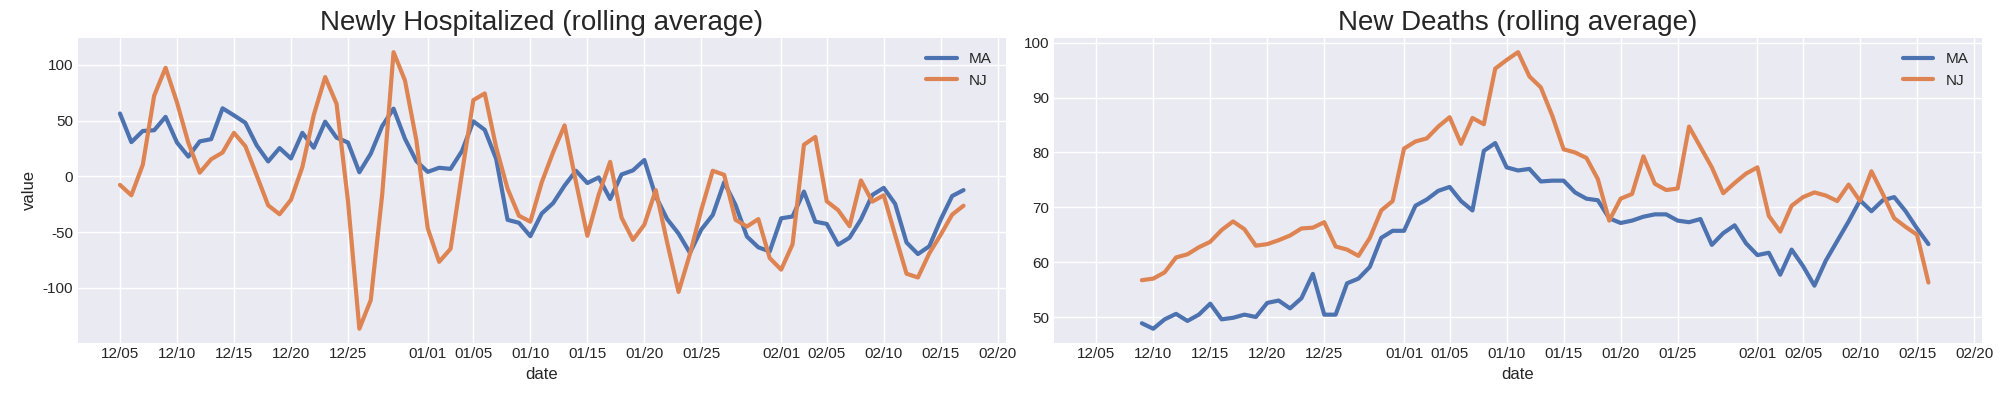 Newly Hospitalized (rolling average)
MA
NJ
100
50
0
-50
-100
value
12/05 12/10 12/15 12/20 12/25 01/01 01/05 01/10 01/15 01/20 01/25 02/01 02/05 02/10 02/15 02/20
date
New Deaths (rolling average)
MA
NJ
100
90
80
70
60
50
12/05 12/10 12/15 12/20 12/25 01/01 01/05 01/10 01/15 01/20 01/25 02/01 02/05 02/10 02/15 02/20
date